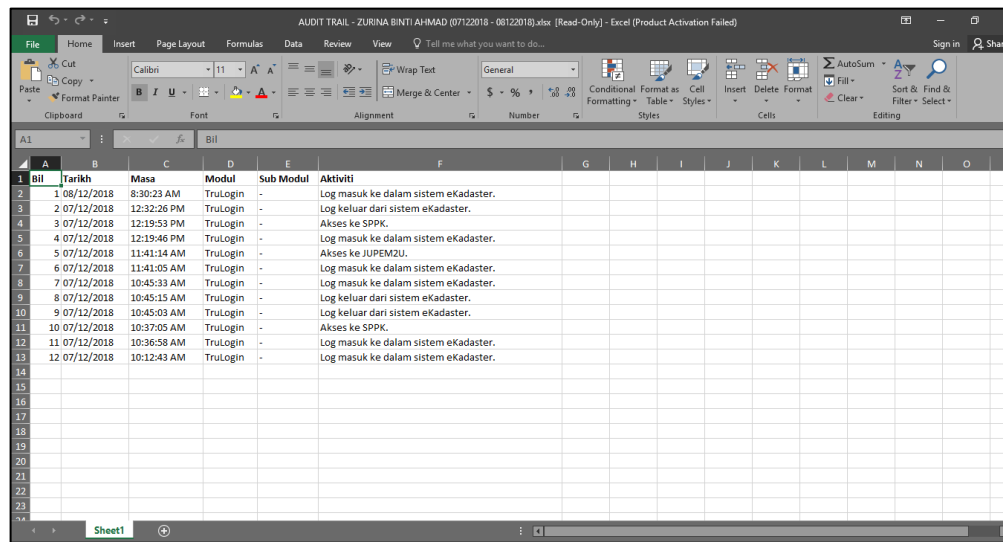 AUDIT TRAIL - ZURINA BINTI AHMAD (07122018 - 08122018).xlsx [Read-Only] - Excel (Product Activation Failed)
File Home Insert Page Layout Formulas Data Review View Tell me what you want to do... Sign in Shar
Cut Calibri 11 Wrap Text General AutoSum
Paste Copy Conditional Format as Cell Insert Delete Format Fill Sort & Find &
Format Painter B I U Merge & Center $ % , Formatting Table Styles Clear Filter Select
Clipboard Font Alignment Number Styles Cells Editing
A1 fx Bil
A B C D E F G H I J K L M N O
1 Bil Tarikh Masa Modul Sub Modul Aktiviti
2 1 08/12/2018 8:30:23 AM TruLogin - Log masuk ke dalam sistem eKadaster.
3 2 07/12/2018 12:32:26 PM TruLogin - Log keluar dari sistem eKadaster.
4 3 07/12/2018 12:19:53 PM TruLogin - Akses ke SPPK.
5 4 07/12/2018 12:19:46 PM TruLogin - Log masuk ke dalam sistem eKadaster.
6 5 07/12/2018 11:41:14 AM TruLogin - Akses ke JUPEM2U.
7 6 07/12/2018 11:41:05 AM TruLogin - Log masuk ke dalam sistem eKadaster.
8 7 07/12/2018 10:45:33 AM TruLogin - Log masuk ke dalam sistem eKadaster.
9 8 07/12/2018 10:45:15 AM TruLogin - Log keluar dari sistem eKadaster.
10 9 07/12/2018 10:45:03 AM TruLogin - Log keluar dari sistem eKadaster.
11 10 07/12/2018 10:37:05 AM TruLogin - Akses ke SPPK.
12 11 07/12/2018 10:36:58 AM TruLogin - Log masuk ke dalam sistem eKadaster.
13 12 07/12/2018 10:12:43 AM TruLogin - Log masuk ke dalam sistem eKadaster.
14
15
16
17
18
19
20
21
22
23
24
Sheet1